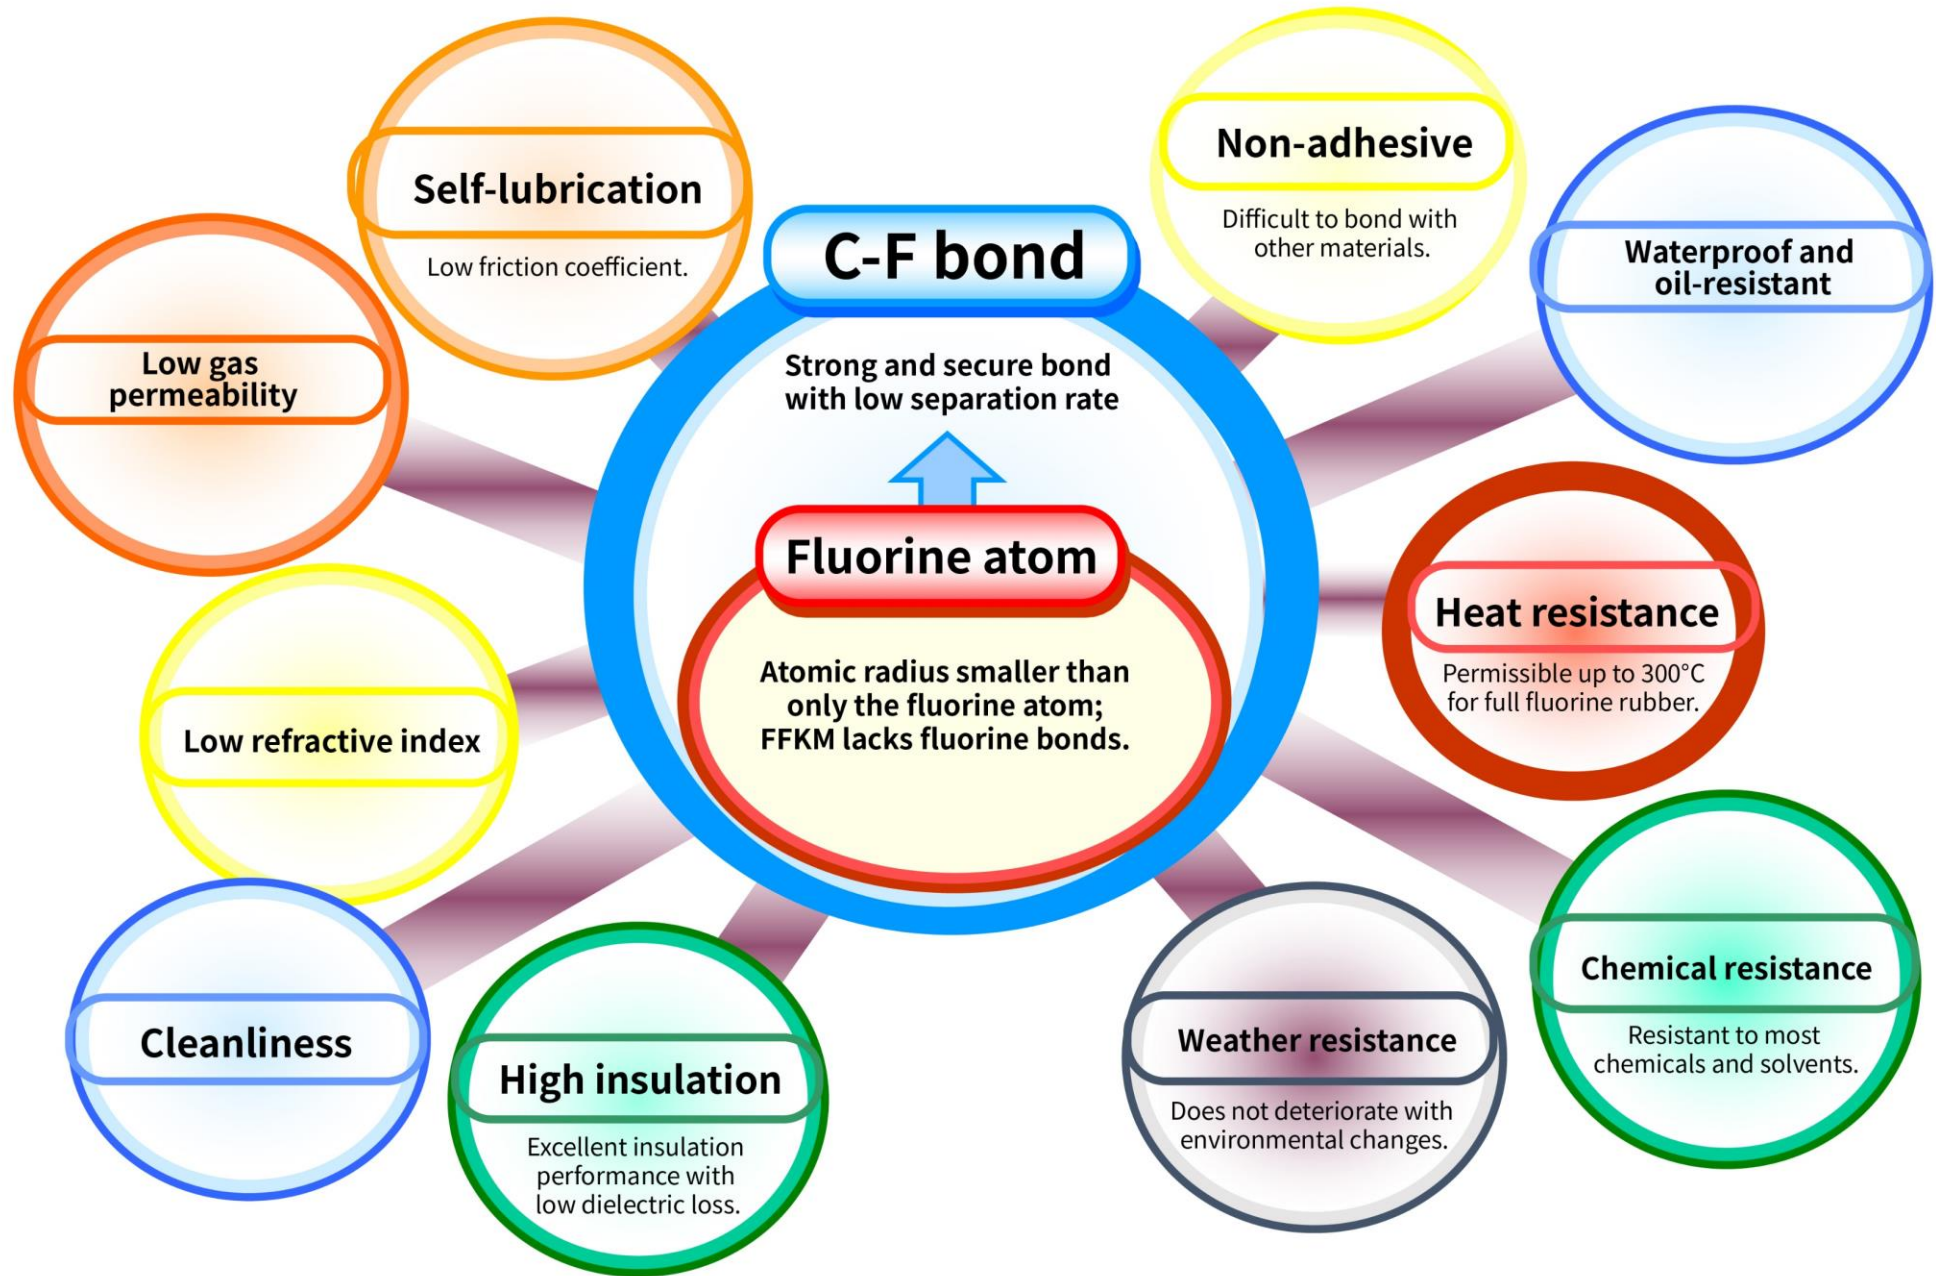 Self-lubrication
Low friction coefficient.
Non-adhesive
Difficult to bond with
other materials.
Waterproof and
oil-resistant
C-F bond
Strong and secure bond
with low separation rate
Low gas
permeability
Fluorine atom
Atomic radius smaller than
only the fluorine atom;
FFKM lacks fluorine bonds.
Heat resistance
Permissible up to 300°C
for full fluorine rubber.
Low refractive index
Chemical resistance
Resistant to most
chemicals and solvents.
Cleanliness
High insulation
Excellent insulation
performance with
low dielectric loss.
Weather resistance
Does not deteriorate with
environmental changes.